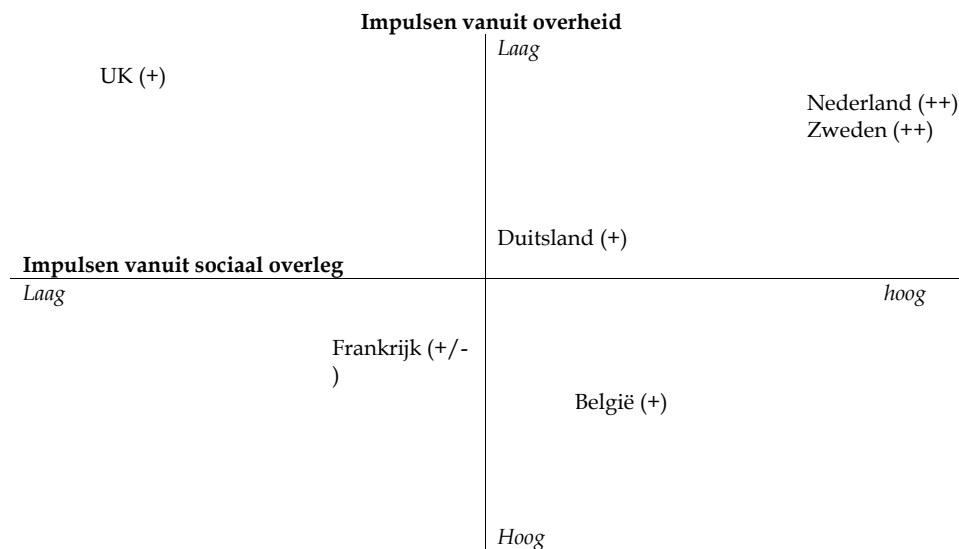 Impulsen vanuit overheid
Laag
UK (+)
Nederland (++)
Zweden (++)
Duitsland (+)
Impulsen vanuit sociaal overleg
Laag
hoog
Frankrijk (+/-
)
België (+)
Hoog